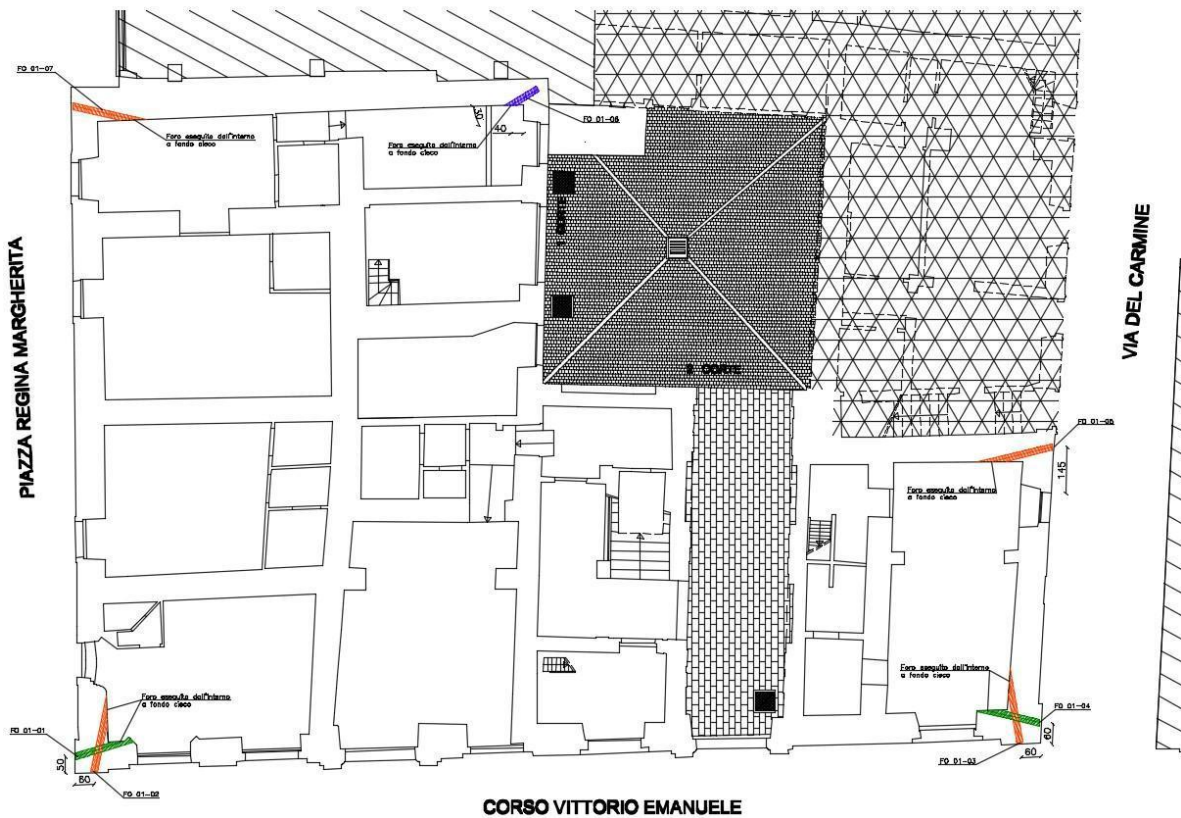 FO 01-07
Foro eseguito dall'interno
a fondo cieco
30
40
Foro eseguito dall'interno
a fondo cieco
FO 01-06
1 CORTE
PIAZZA REGINA MARGHERITA
VIA DEL CARMINE
2 CORTE
FO 01-05
145
Foro eseguito dall'interno
a fondo cieco
Foro eseguito dall'interno
a fondo cieco
Foro eseguito dall'interno
a fondo cieco
FO 01-01
50
FO 01-02
FO 01-04
60
FO 01-03
60
CORSO VITTORIO EMANUELE